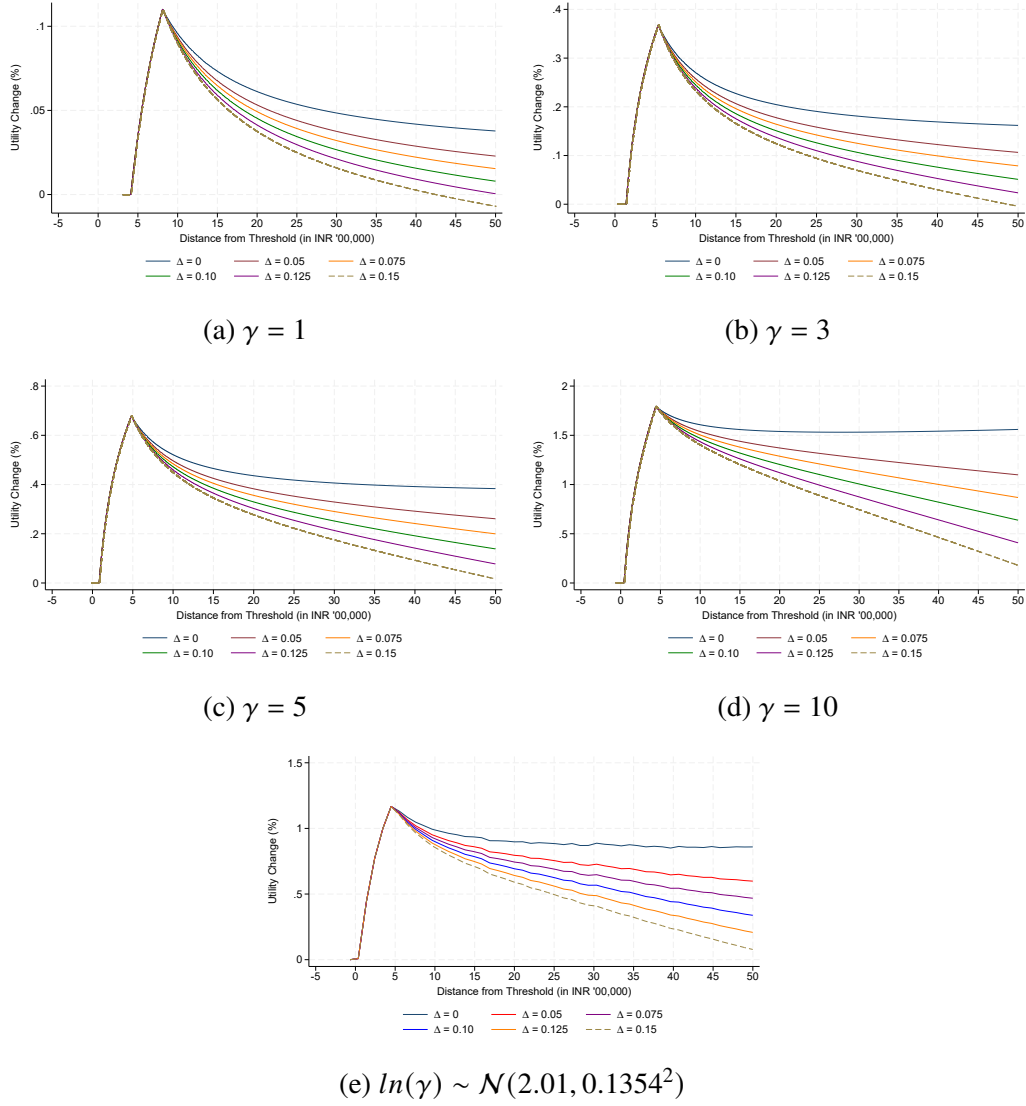 .1
.05
0
Utility Change (%)
-5 0 5 10 15 20 25 30 35 40 45 50
Distance from Threshold (in INR '00,000)
Δ = 0 Δ = 0.05 Δ = 0.075
Δ = 0.10 Δ = 0.125 Δ = 0.15
(a) γ = 1
.4
.3
.2
.1
0
Utility Change (%)
-5 0 5 10 15 20 25 30 35 40 45 50
Distance from Threshold (in INR '00,000)
Δ = 0 Δ = 0.05 Δ = 0.075
Δ = 0.10 Δ = 0.125 Δ = 0.15
(b) γ = 3
.8
.6
.4
.2
0
Utility Change (%)
-5 0 5 10 15 20 25 30 35 40 45 50
Distance from Threshold (in INR '00,000)
Δ = 0 Δ = 0.05 Δ = 0.075
Δ = 0.10 Δ = 0.125 Δ = 0.15
(c) γ = 5
2
1.5
1
.5
0
Utility Change (%)
-5 0 5 10 15 20 25 30 35 40 45 50
Distance from Threshold (in INR '00,000)
Δ = 0 Δ = 0.05 Δ = 0.075
Δ = 0.10 Δ = 0.125 Δ = 0.15
(d) γ = 10
1.5
1
.5
0
Utility Change (%)
-5 0 5 10 15 20 25 30 35 40 45 50
Distance from Threshold (in INR '00,000)
Δ = 0 Δ = 0.05 Δ = 0.075
Δ = 0.10 Δ = 0.125 Δ = 0.15
(e) ln(γ) ∼ 𝒩(2.01, 0.1354²)